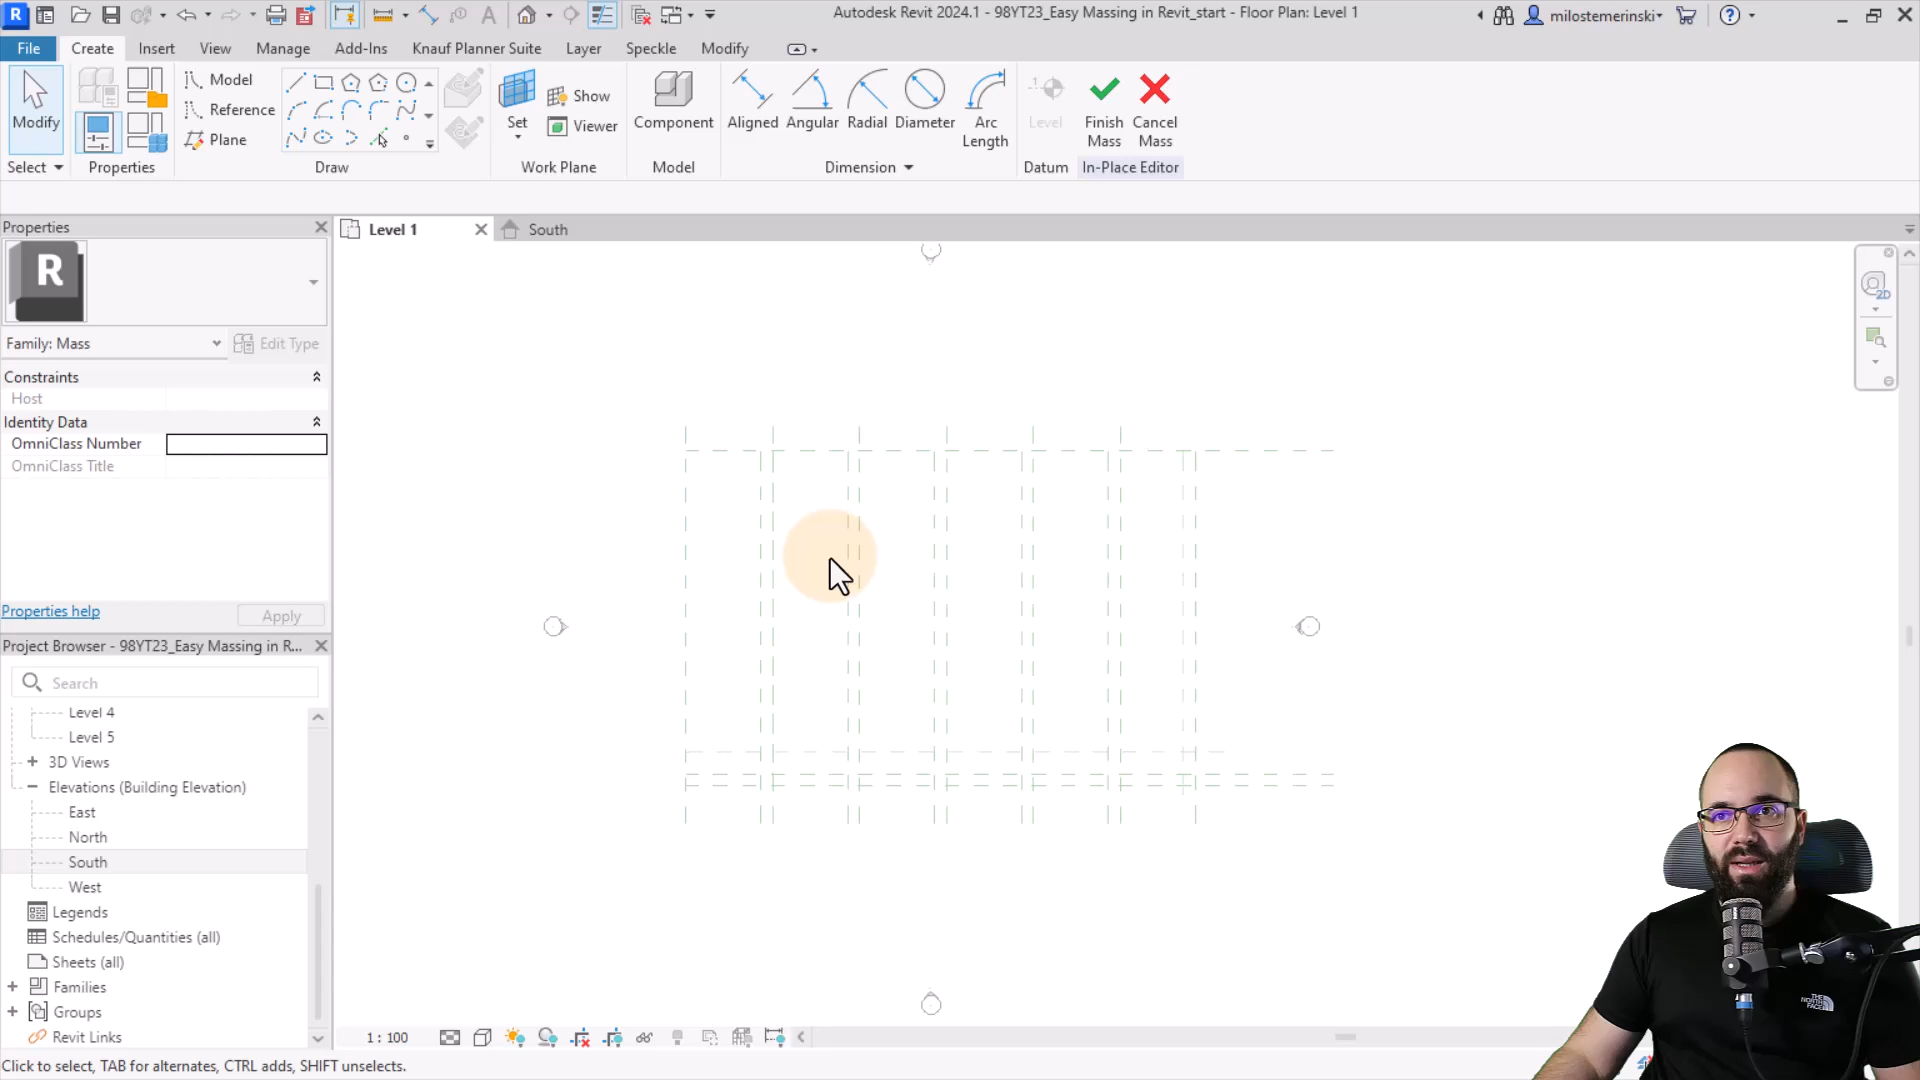 Autodesk Revit 2024.1 - 98YT23_Easy Massing in Revit_start - Floor Plan: Level 1
milostemerinski
File Create Insert View Manage Add-Ins Knauf Planner Suite Layer Speckle Modify
Modify
Select
Properties
Model
Reference
Plane
Draw
Set
Show
Viewer
Work Plane
Component
Model
Aligned
Angular
Radial
Diameter
Arc
Length
Dimension
Level
Datum
Finish
Mass
Cancel
Mass
In-Place Editor
Properties
R
Family: Mass
Edit Type
Constraints
Host
Identity Data
OmniClass Number
OmniClass Title
Properties help
Apply
Level 1
South
2D
Project Browser - 98YT23_Easy Massing in R...
Search
Level 4
Level 5
3D Views
Elevations (Building Elevation)
East
North
South
West
Legends
Schedules/Quantities (all)
Sheets (all)
Families
Groups
Revit Links
1 : 100
Click to select, TAB for alternates, CTRL adds, SHIFT unselects.
THE
NORTH
FACE